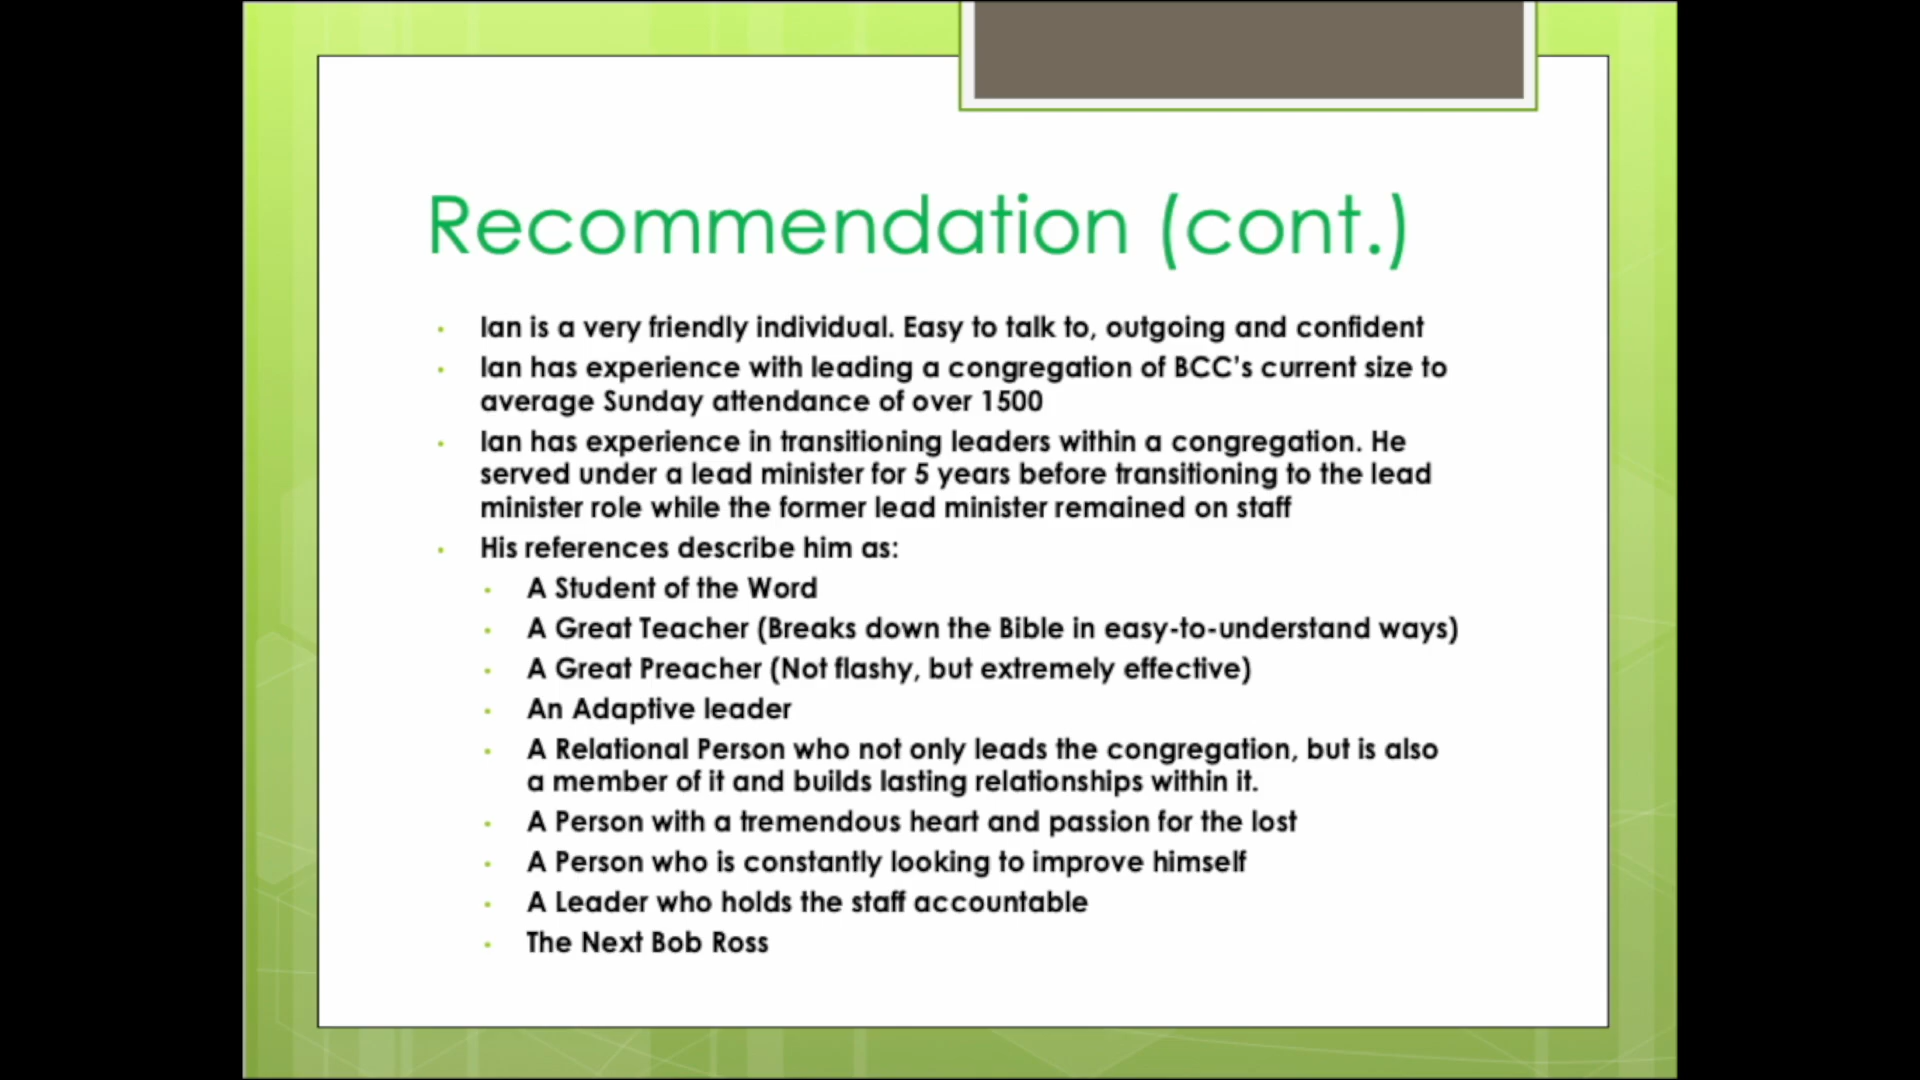 Recommendation (cont.)
Ian is a very friendly individual. Easy to talk to, outgoing and confident
Ian has experience with leading a congregation of BCC's current size to
average Sunday attendance of over 1500
Ian has experience in transitioning leaders within a congregation. He
served under a lead minister for 5 years before transitioning to the lead
minister role while the former lead minister remained on staff
His references describe him as:
A Student of the Word
A Great Teacher (Breaks down the Bible in easy-to-understand ways)
A Great Preacher (Not flashy, but extremely effective)
An Adaptive leader
A Relational Person who not only leads the congregation, but is also
a member of it and builds lasting relationships within it.
A Person with a tremendous heart and passion for the lost
A Person who is constantly looking to improve himself
A Leader who holds the staff accountable
The Next Bob Ross